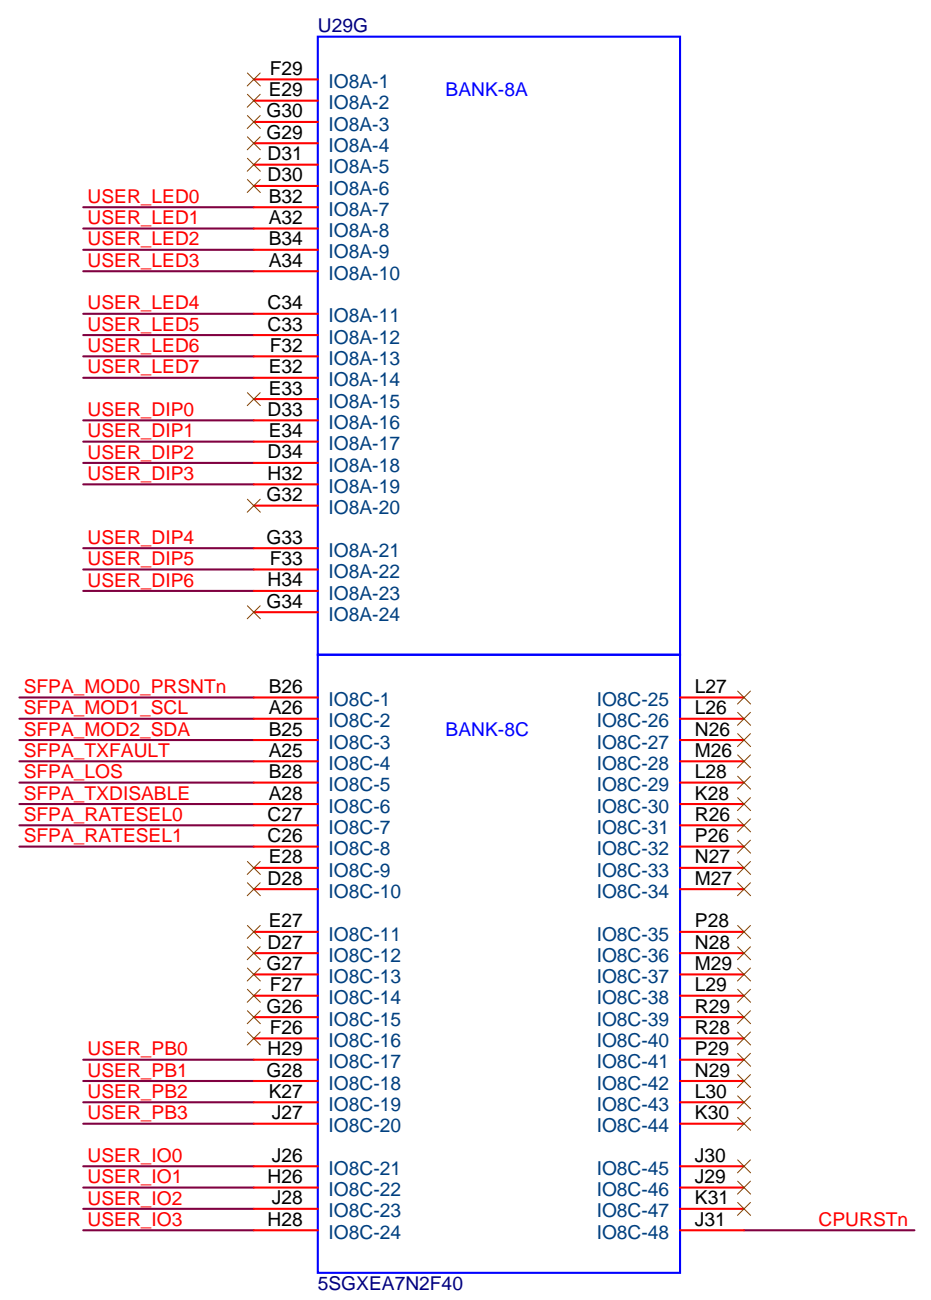 U29G
BANK-8A
F29 IO8A-1
E29 IO8A-2
G30 IO8A-3
G29 IO8A-4
D31 IO8A-5
D30 IO8A-6
USER_LED0 B32 IO8A-7
USER_LED1 A32 IO8A-8
USER_LED2 B34 IO8A-9
USER_LED3 A34 IO8A-10
USER_LED4 C34 IO8A-11
USER_LED5 C33 IO8A-12
USER_LED6 F32 IO8A-13
USER_LED7 E32 IO8A-14
E33 IO8A-15
USER_DIP0 D33 IO8A-16
USER_DIP1 E34 IO8A-17
USER_DIP2 D34 IO8A-18
USER_DIP3 H32 IO8A-19
G32 IO8A-20
USER_DIP4 G33 IO8A-21
USER_DIP5 F33 IO8A-22
USER_DIP6 H34 IO8A-23
G34 IO8A-24
BANK-8C
SFPA_MOD0_PRSNTn B26 IO8C-1 IO8C-25 L27
SFPA_MOD1_SCL A26 IO8C-2 IO8C-26 L26
SFPA_MOD2_SDA B25 IO8C-3 IO8C-27 N26
SFPA_TXFAULT A25 IO8C-4 IO8C-28 M26
SFPA_LOS B28 IO8C-5 IO8C-29 L28
SFPA_TXDISABLE A28 IO8C-6 IO8C-30 K28
SFPA_RATESEL0 C27 IO8C-7 IO8C-31 R26
SFPA_RATESEL1 C26 IO8C-8 IO8C-32 P26
E28 IO8C-9 IO8C-33 N27
D28 IO8C-10 IO8C-34 M27
E27 IO8C-11 IO8C-35 P28
D27 IO8C-12 IO8C-36 N28
G27 IO8C-13 IO8C-37 M29
F27 IO8C-14 IO8C-38 L29
G26 IO8C-15 IO8C-39 R29
F26 IO8C-16 IO8C-40 R28
USER_PB0 H29 IO8C-17 IO8C-41 P29
USER_PB1 G28 IO8C-18 IO8C-42 N29
USER_PB2 K27 IO8C-19 IO8C-43 L30
USER_PB3 J27 IO8C-20 IO8C-44 K30
USER_IO0 J26 IO8C-21 IO8C-45 J30
USER_IO1 H26 IO8C-22 IO8C-46 J29
USER_IO2 J28 IO8C-23 IO8C-47 K31
USER_IO3 H28 IO8C-24 IO8C-48 J31 CPURSTn
5SGXEA7N2F40